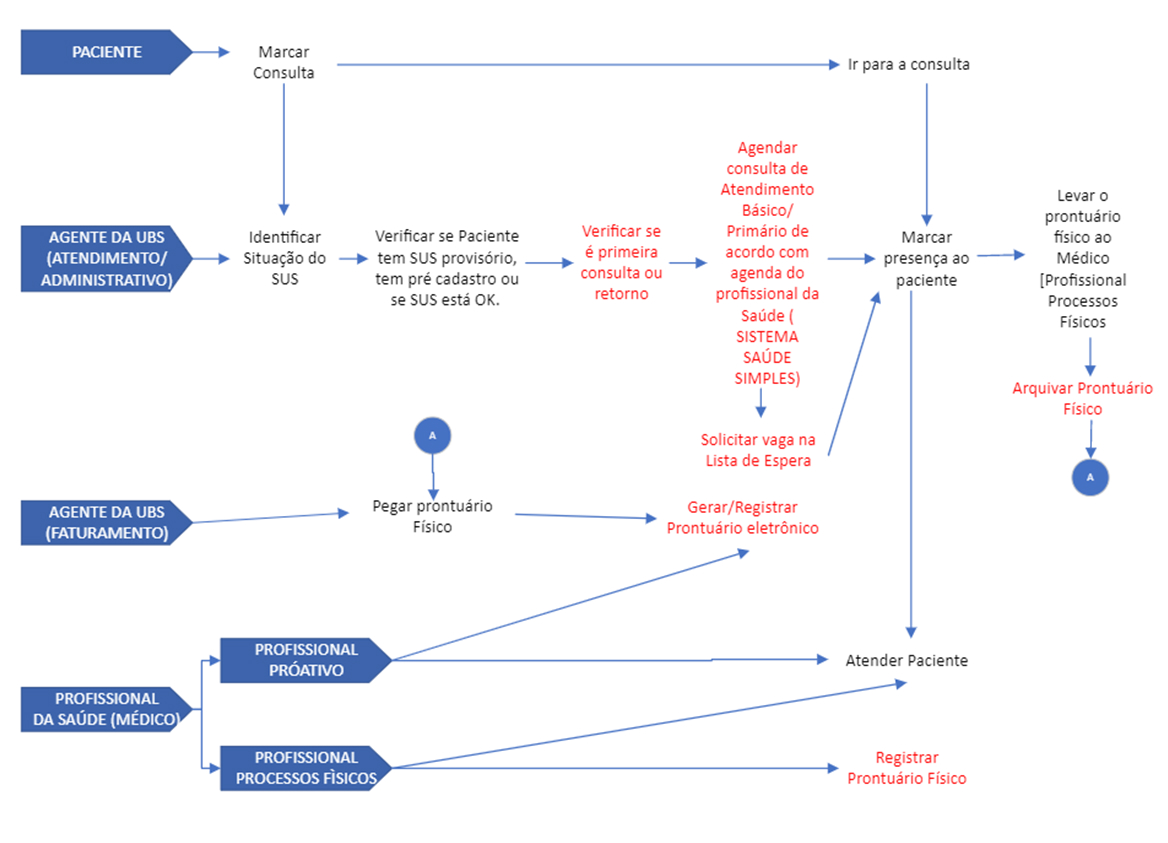 PACIENTE
Marcar
Consulta
Ir para a consulta
AGENTE DA UBS
(ATENDIMENTO/
ADMINISTRATIVO)
Identificar
Situação do
SUS
Verificar se Paciente
tem SUS provisório,
tem pré cadastro ou
se SUS está OK.
Verificar se
é primeira
consulta ou
retorno
Agendar
consulta de
Atendimento
Básico/
Primário de
acordo com
agenda do
profissional da
Saúde (
SISTEMA
SAÚDE
SIMPLES)
Marcar
presença ao
paciente
Levar o
prontuário
físico ao
Médico
[Profissional
Processos
Físicos
Solicitar vaga na
Lista de Espera
Arquivar Prontuário
Físico
A
A
AGENTE DA UBS
(FATURAMENTO)
Pegar prontuário
Físico
Gerar/Registrar
Prontuário eletrônico
PROFISSIONAL
DA SAÚDE (MÉDICO)
PROFISSIONAL
PRÓATIVO
Atender Paciente
PROFISSIONAL
PROCESSOS FÌSICOS
Registrar
Prontuário Físico